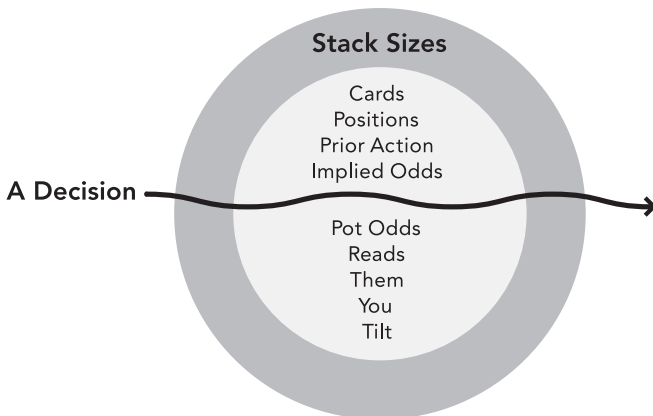 Stack Sizes
Cards
Positions
Prior Action
Implied Odds
A Decision
Pot Odds
Reads
Them
You
Tilt